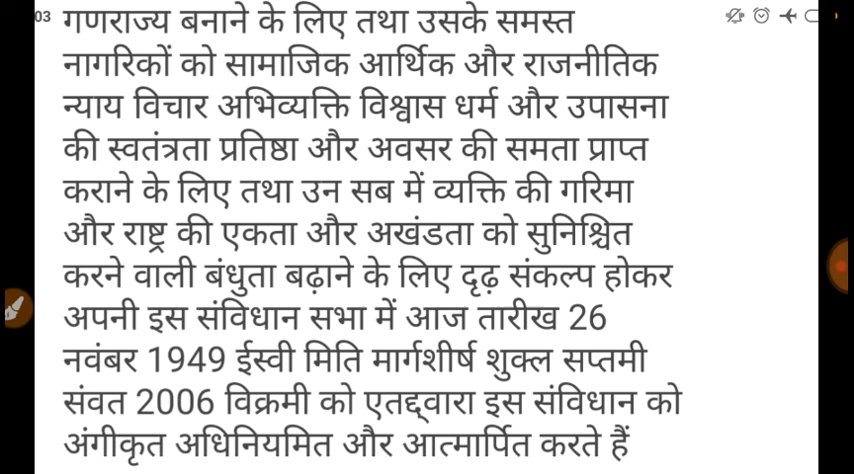 03
गणराज्य बनाने के लिए तथा उसके समस्त
नागरिकों को सामाजिक आर्थिक और राजनीतिक
न्याय विचार अभिव्यक्ति विश्वास धर्म और उपासना
की स्वतंत्रता प्रतिष्ठा और अवसर की समता प्राप्त
कराने के लिए तथा उन सब में व्यक्ति की गरिमा
और राष्ट्र की एकता और अखंडता को सुनिश्चित
करने वाली बंधुता बढ़ाने के लिए दृढ़ संकल्प होकर
अपनी इस संविधान सभा में आज तारीख 26
नवंबर 1949 ईस्वी मिति मार्गशीर्ष शुक्ल सप्तमी
संवत 2006 विक्रमी को एतद्द्वारा इस संविधान को
अंगीकृत अधिनियमित और आत्मार्पित करते हैं